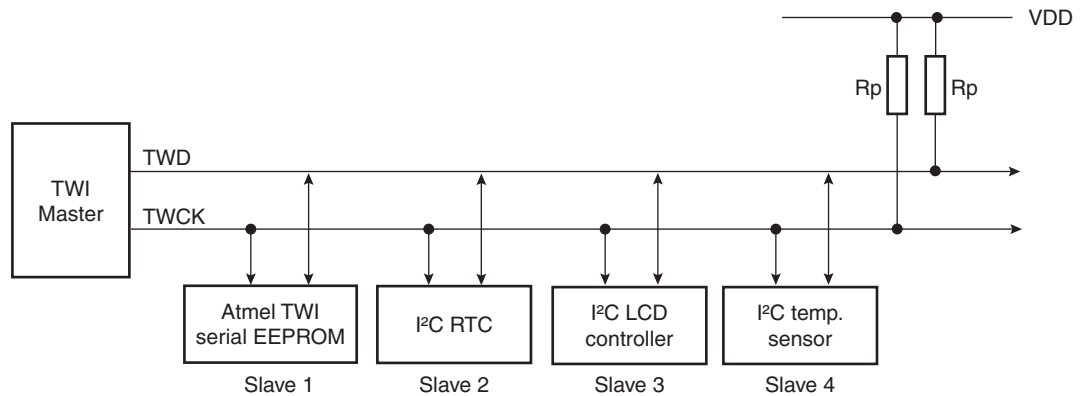 VDD
Rp
Rp
TWI
Master
TWD
TWCK
Atmel TWI
serial EEPROM
I²C RTC
I²C LCD
controller
I²C temp.
sensor
Slave 1
Slave 2
Slave 3
Slave 4